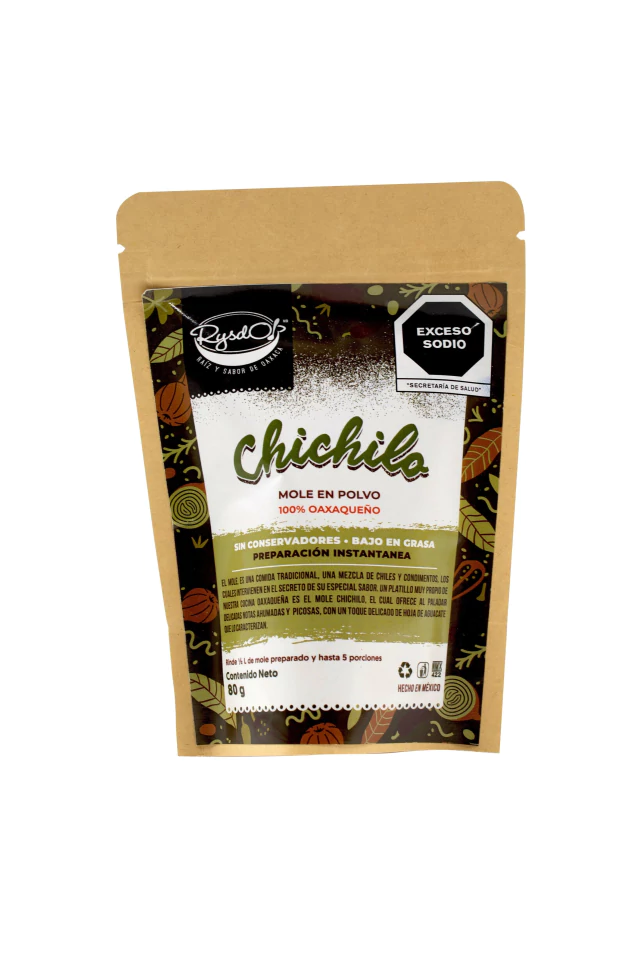 RysdO!
RAÍZ Y SABOR DE OAXACA
EXCESO
SODIO
"SECRETARÍA DE SALUD"
Chichilo
MOLE EN POLVO
100% OAXAQUEÑO
SIN CONSERVADORES • BAJO EN GRASA
PREPARACIÓN INSTANTANEA
EL MOLE ES UNA COMIDA TRADICIONAL, UNA MEZCLA DE CHILES Y CONDIMENTOS, LOS
CUALES INTERVIENEN EN EL SECRETO DE SU ESPECIAL SABOR. UN PLATILLO MUY PROPIO DE
NUESTRA COCINA OAXAQUEÑA ES EL MOLE CHICHILO, EL CUAL OFRECE AL PALADAR
DELICADAS NOTAS AHUMADAS Y PICOSAS, CON UN TOQUE DELICADO DE HOJA DE AGUACATE
QUE LO CARACTERIZAN.
Rinde ½ L de mole preparado y hasta 5 porciones
Contenido Neto
80 g
HECHO EN MÉXICO